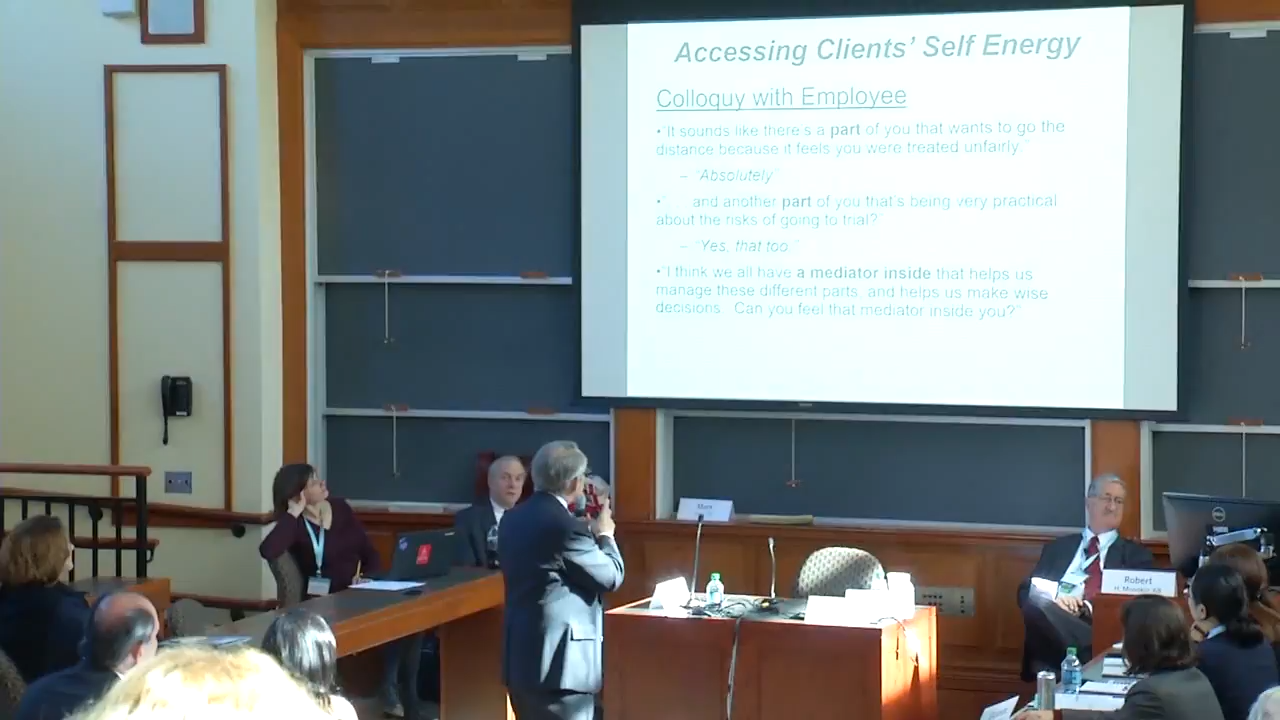 Accessing Clients' Self Energy
Colloquy with Employee
•"It sounds like there's a part of you that wants to go the
distance because it feels you were treated unfairly."
– "Absolutely"
•" and another part of you that's being very practical
about the risks of going to trial?"
– "Yes, that too."
•"I think we all have a mediator inside that helps us
manage these different parts, and helps us make wise
decisions. Can you feel that mediator inside you?"
Mark
Robert
DELL